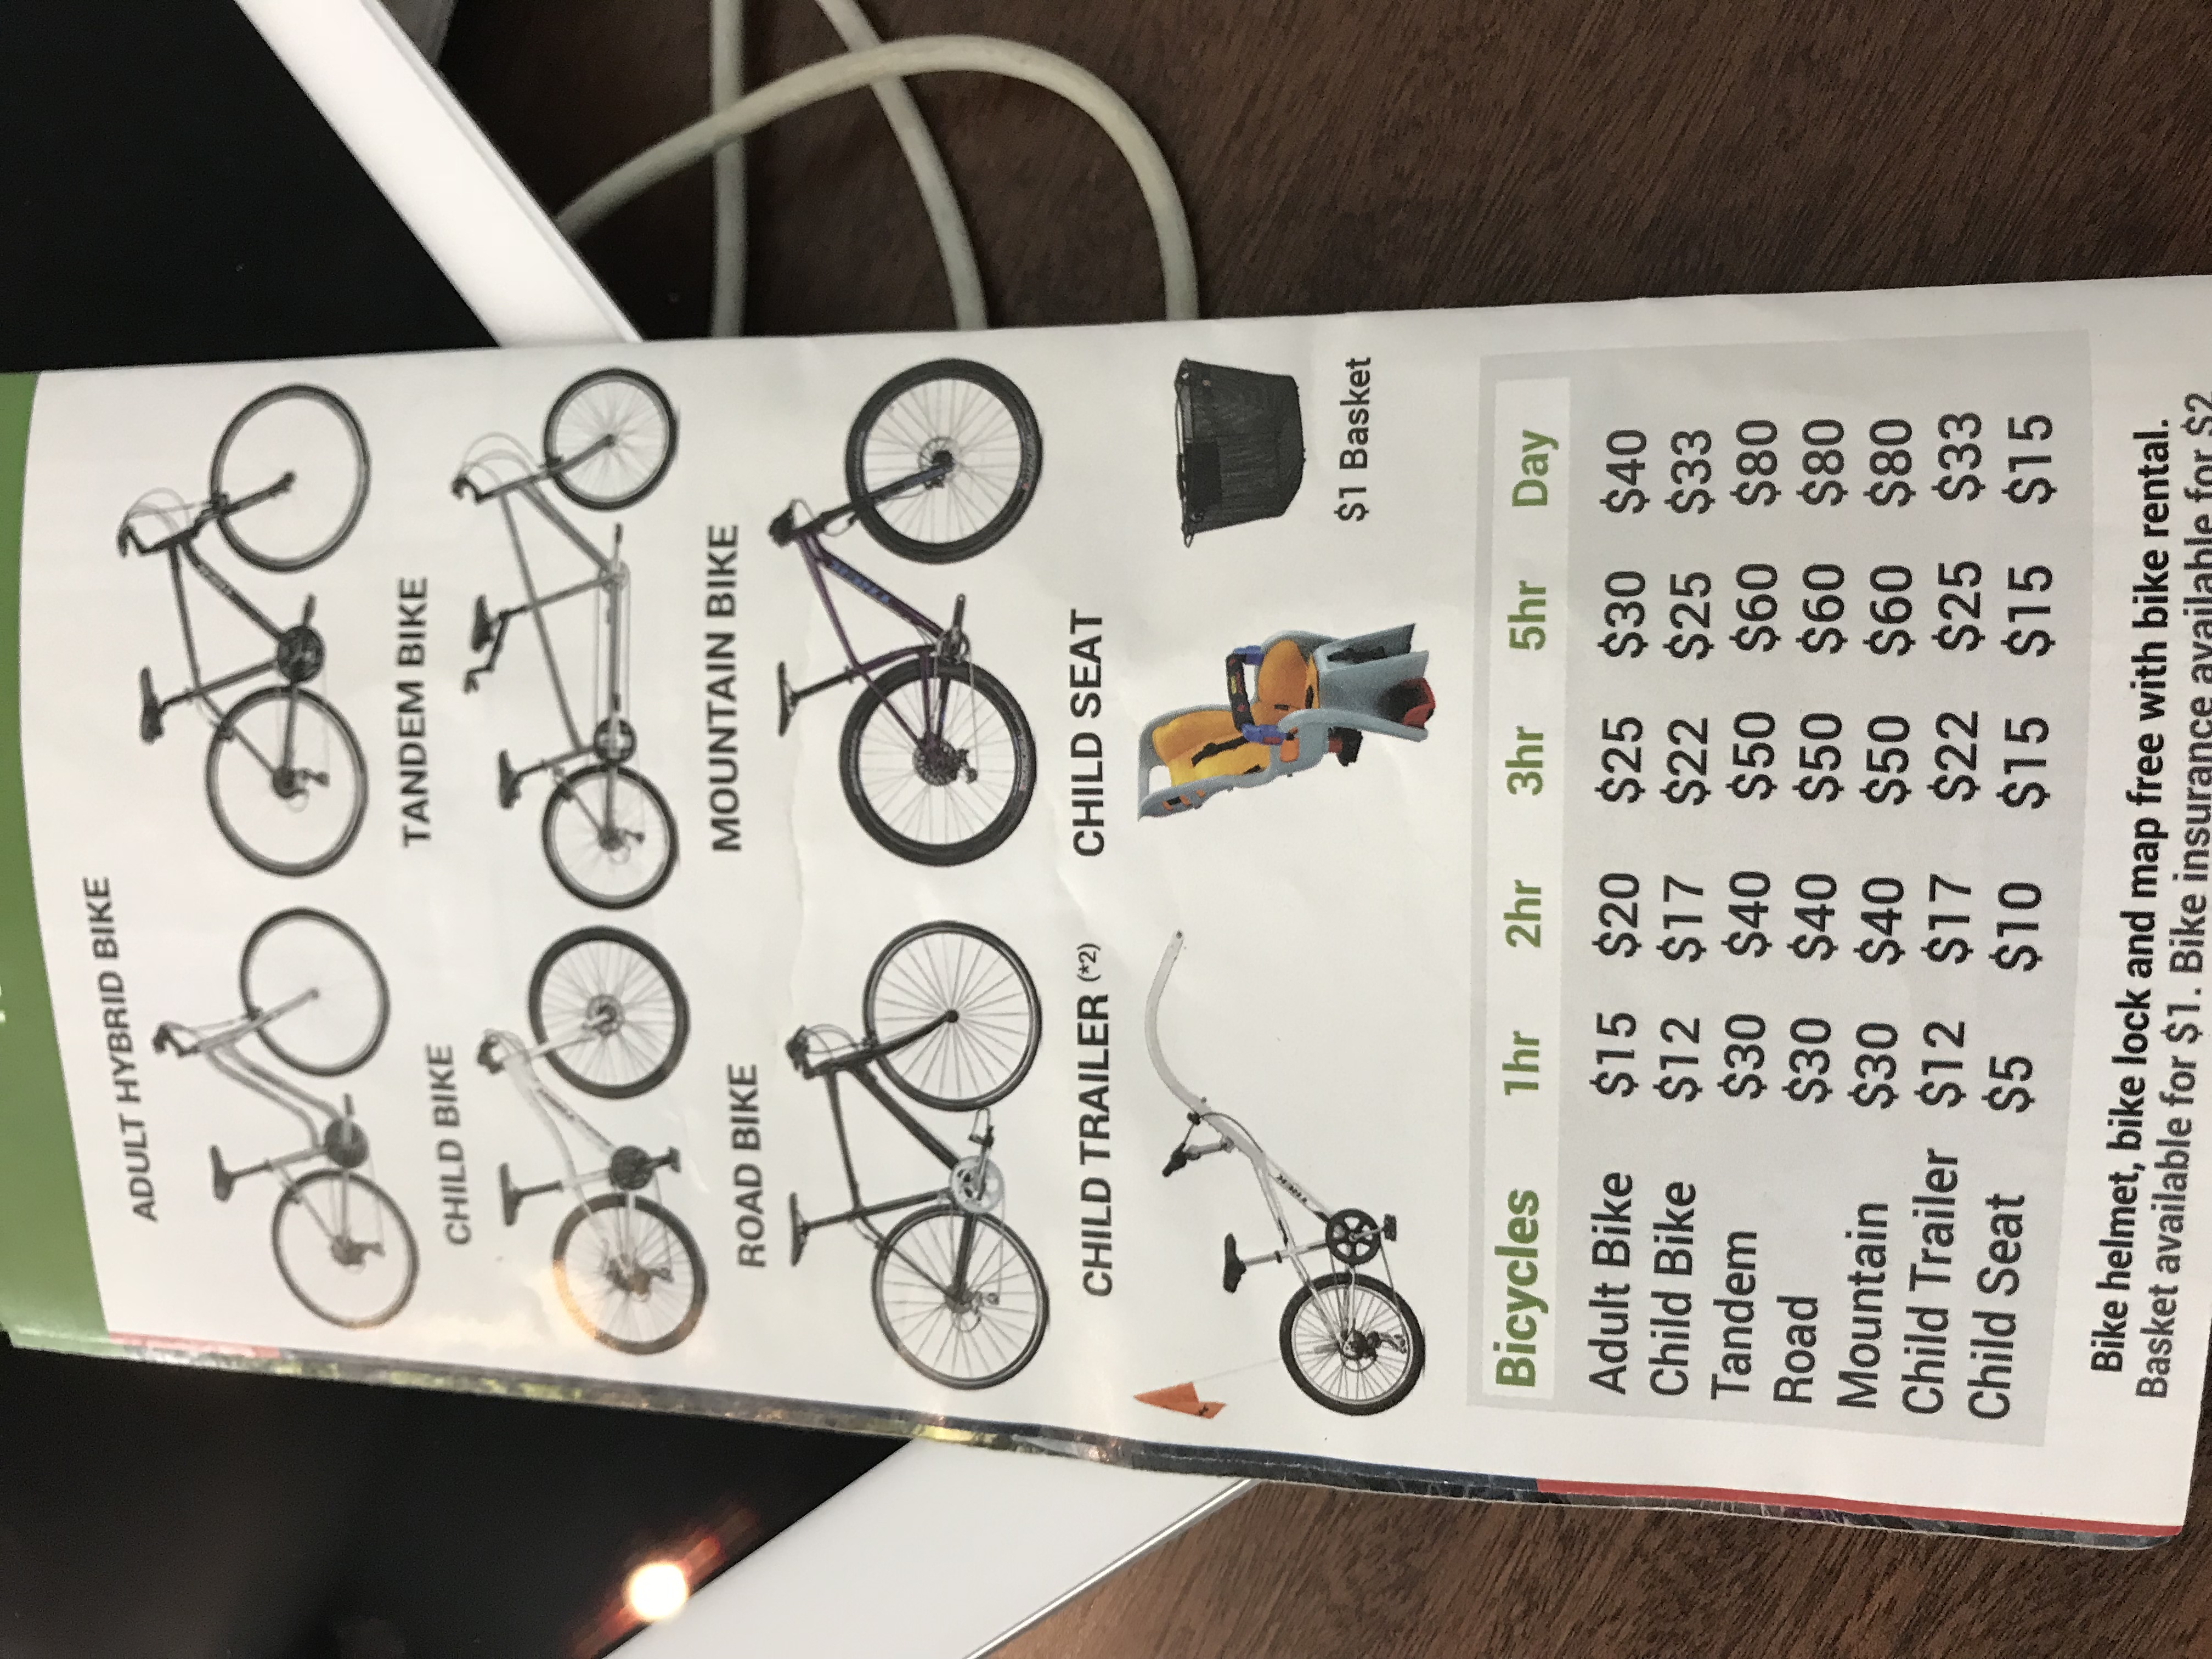 ADULT HYBRID BIKE
CHILD BIKE
TANDEM BIKE
ROAD BIKE
MOUNTAIN BIKE
TREK
CHILD TRAILER (*2)
CHILD SEAT
TREK
$1 Basket
Bicycles 1hr 2hr 3hr 5hr Day
Adult Bike $15 $20 $25 $30 $40
Child Bike $12 $17 $22 $25 $33
Tandem $30 $40 $50 $60 $80
Road $30 $40 $50 $60 $80
Mountain $30 $40 $50 $60 $80
Child Trailer $12 $17 $22 $25 $33
Child Seat $5 $10 $15 $15 $15
Bike helmet, bike lock and map free with bike rental.
Basket available for $1. Bike insurance available for $2